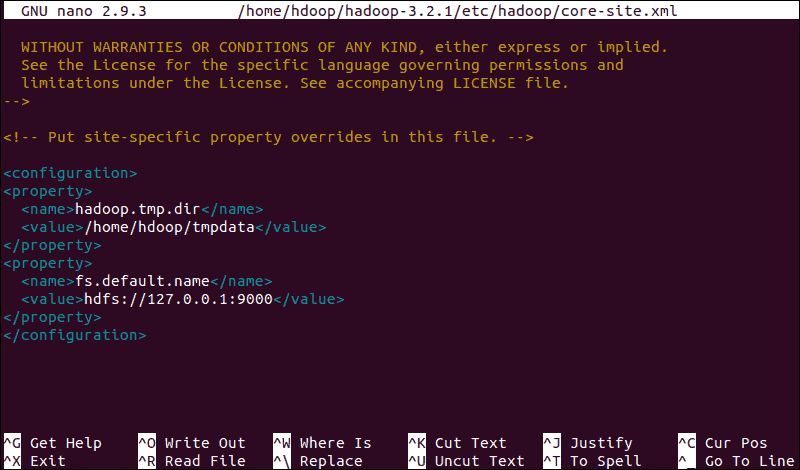 GNU nano 2.9.3 /home/hdoop/hadoop-3.2.1/etc/hadoop/core-site.xml
WITHOUT WARRANTIES OR CONDITIONS OF ANY KIND, either express or implied.
See the License for the specific language governing permissions and
limitations under the License. See accompanying LICENSE file.
-->
<!-- Put site-specific property overrides in this file. -->
<configuration>
<property>
<name>hadoop.tmp.dir</name>
<value>/home/hdoop/tmpdata</value>
</property>
<property>
<name>fs.default.name</name>
<value>hdfs://127.0.0.1:9000</value>
</property>
</configuration>
^G Get Help ^O Write Out ^W Where Is ^K Cut Text ^J Justify ^C Cur Pos
^X Exit ^R Read File ^\ Replace ^U Uncut Text ^T To Spell ^_ Go To Line